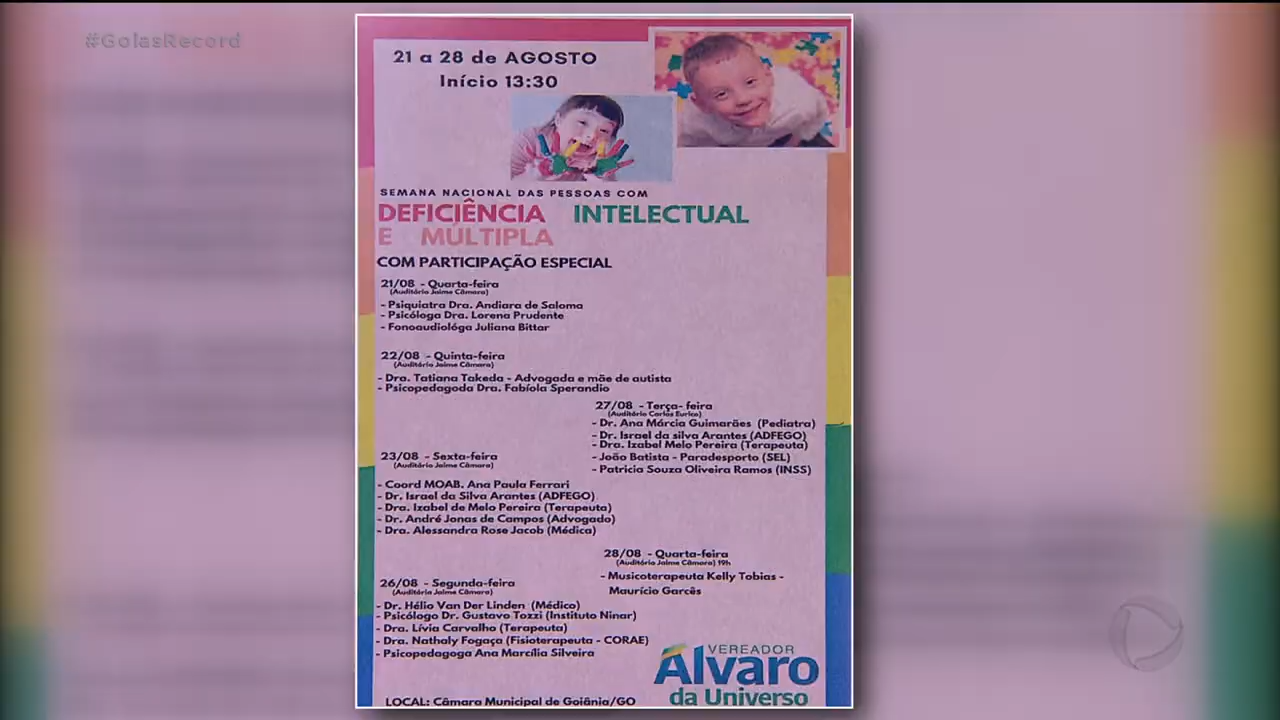 #GoiasRecord
21 a 28 de AGOSTO
Início 13:30
SEMANA NACIONAL DAS PESSOAS COM
DEFICIÊNCIA INTELECTUAL
E MÚLTIPLA
COM PARTICIPAÇÃO ESPECIAL
21/08 - Quarta-feira
(Auditório Jaime Câmara)
- Psiquiatra Dra. Andiara de Saloma
- Psicóloga Dra. Lorena Prudente
- Fonoaudiológa Juliana Bittar
22/08 - Quinta-feira
(Auditório Jaime Câmara)
- Dra. Tatiana Takeda - Advogada e mãe de autista
- Psicopedagoda Dra. Fabíola Sperandio
23/08 - Sexta-feira
(Auditório Jaime Câmara)
- Coord MOAB. Ana Paula Ferrari
- Dr. Israel da Silva Arantes (ADFEGO)
- Dra. Izabel de Melo Pereira (Terapeuta)
- Dr. André Jonas de Campos (Advogado)
- Dra. Alessandra Rose Jacob (Médica)
26/08 - Segunda-feira
(Auditório Jaime Câmara)
- Dr. Hélio Van Der Linden (Médico)
- Psicólogo Dr. Gustavo Tozzi (Instituto Ninar)
- Dra. Lívia Carvalho (Terapeuta)
- Dra. Nathaly Fogaça (Fisioterapeuta - CORAE)
- Psicopedagoga Ana Marcília Silveira
27/08 - Terça- feira
(Auditório Carlos Eurico)
- Dr. Ana Márcia Guimarães (Pediatra)
- Dr. Israel da silva Arantes (ADFEGO)
- Dra. Izabel Melo Pereira (Terapeuta)
- João Batista - Paradesporto (SEL)
- Patricia Souza Oliveira Ramos (INSS)
28/08 - Quarta-feira
(Auditório Jaime Câmara) 19h
- Musicoterapeuta Kelly Tobias -
Maurício Garcês
VEREADOR
Álvaro
da Universo
LOCAL: Câmara Municipal de Goiânia/GO